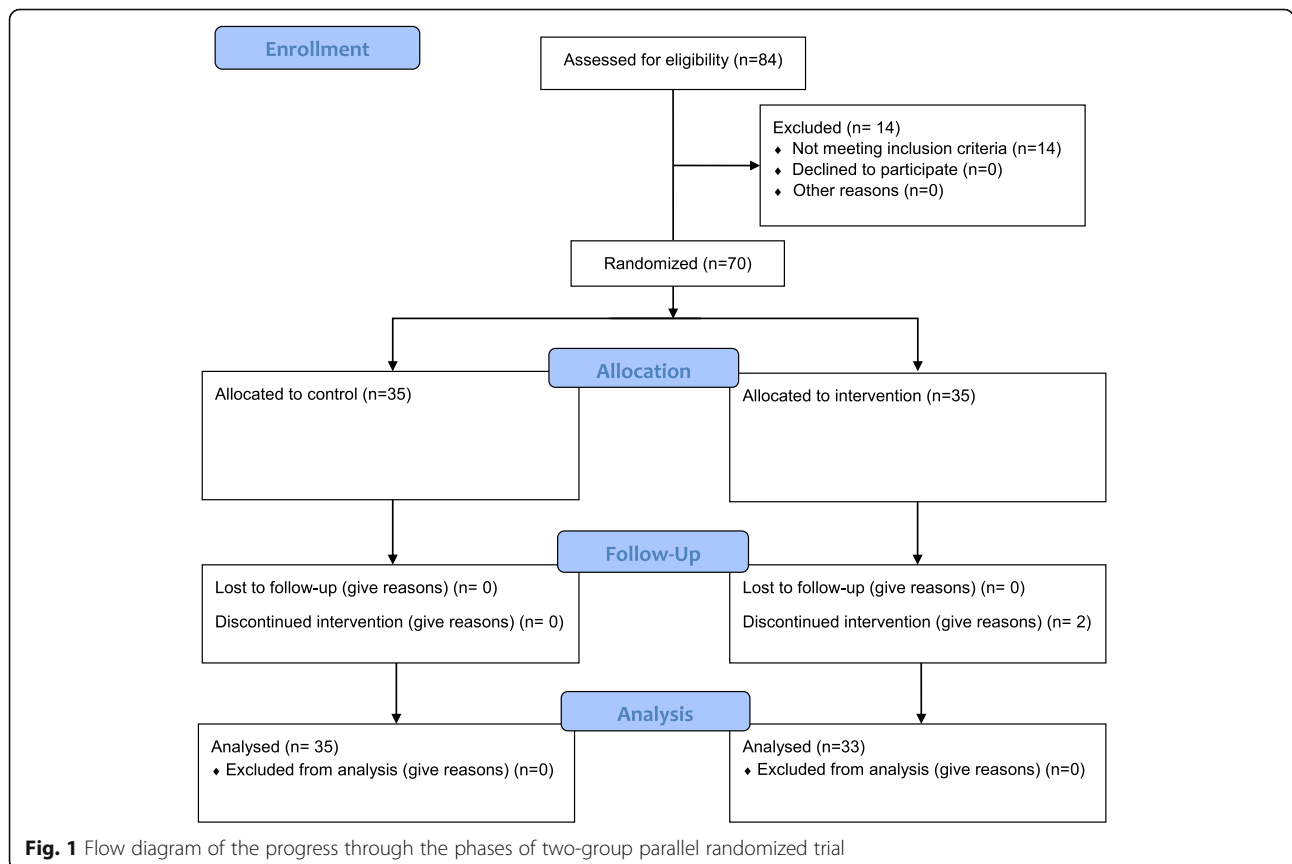 Enrollment
Assessed for eligibility (n=84)
Excluded (n= 14)
♦ Not meeting inclusion criteria (n=14)
♦ Declined to participate (n=0)
♦ Other reasons (n=0)
Randomized (n=70)
Allocation
Allocated to control (n=35)
Allocated to intervention (n=35)
Follow-Up
Lost to follow-up (give reasons) (n= 0)
Discontinued intervention (give reasons) (n= 0)
Lost to follow-up (give reasons) (n= 0)
Discontinued intervention (give reasons) (n= 2)
Analysis
Analysed (n= 35)
♦ Excluded from analysis (give reasons) (n=0)
Analysed (n=33)
♦ Excluded from analysis (give reasons) (n=0)
Fig. 1 Flow diagram of the progress through the phases of two-group parallel randomized trial